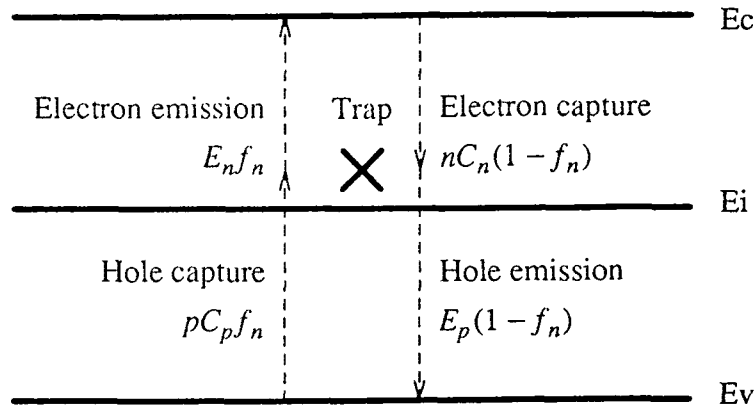 Ec
Electron emission
Trap
Electron capture
E_n f_n
nC_n(1−f_n)
Ei
Hole capture
Hole emission
pC_p f_n
E_p(1−f_n)
Ev